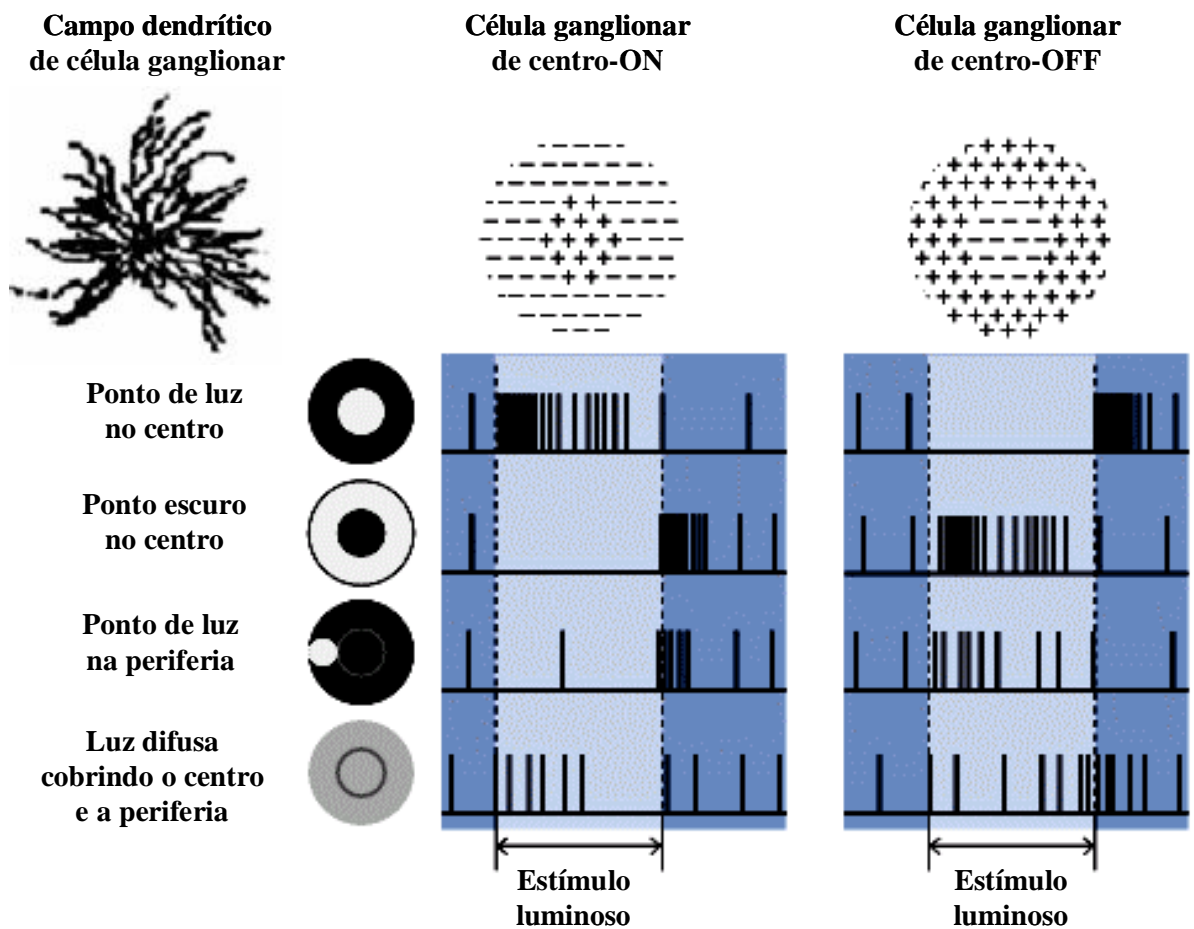 Campo dendrítico
de célula ganglionar
Célula ganglionar
de centro-ON
Célula ganglionar
de centro-OFF
Ponto de luz
no centro
Ponto escuro
no centro
Ponto de luz
na periferia
Luz difusa
cobrindo o centro
e a periferia
Estímulo
luminoso
Estímulo
luminoso